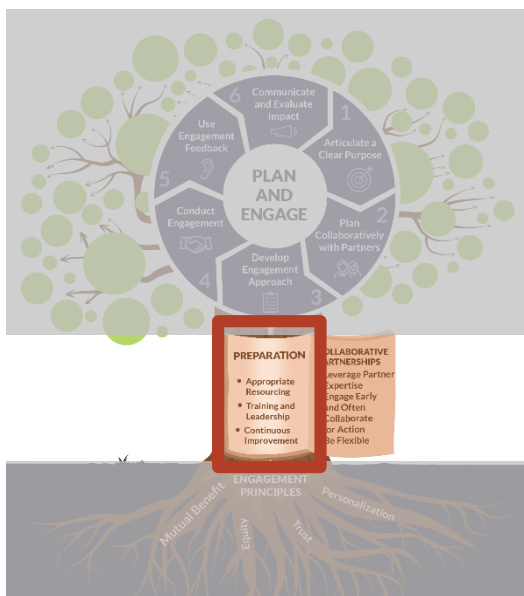 6
Communicate
and Evaluate
Impact
1
Articulate a
Clear Purpose
2
Plan
Collaboratively
with Partners
3
Develop
Engagement
Approach
4
Conduct
Engagement
5
Use
Engagement
Feedback
PLAN
AND
ENGAGE
PREPARATION
• Appropriate
Resourcing
• Training and
Leadership
• Continuous
Improvement
OLLABORATIVE
ARTNERSHIPS
Leverage Partner
Expertise
Engage Early
and Often
Collaborate
for Action
Be Flexible
ENGAGEMENT
PRINCIPLES
Mutual Benefit
Equity
Trust
Personalization